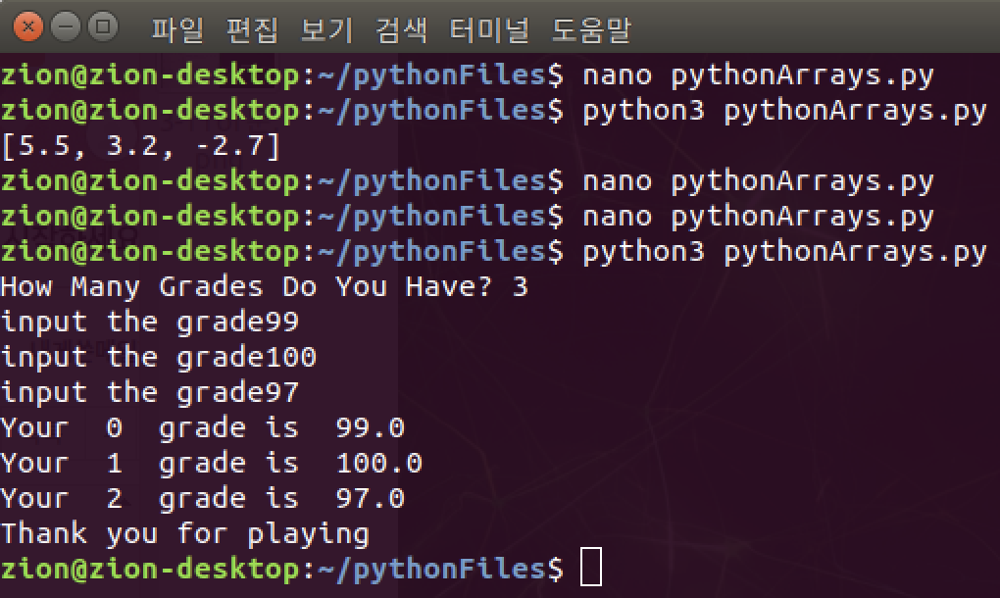 파일 편집 보기 검색 터미널 도움말
zion@zion-desktop:~/pythonFiles$ nano pythonArrays.py
zion@zion-desktop:~/pythonFiles$ python3 pythonArrays.py
[5.5, 3.2, -2.7]
zion@zion-desktop:~/pythonFiles$ nano pythonArrays.py
zion@zion-desktop:~/pythonFiles$ nano pythonArrays.py
zion@zion-desktop:~/pythonFiles$ python3 pythonArrays.py
How Many Grades Do You Have? 3
input the grade99
input the grade100
input the grade97
Your  0  grade is  99.0
Your  1  grade is  100.0
Your  2  grade is  97.0
Thank you for playing
zion@zion-desktop:~/pythonFiles$